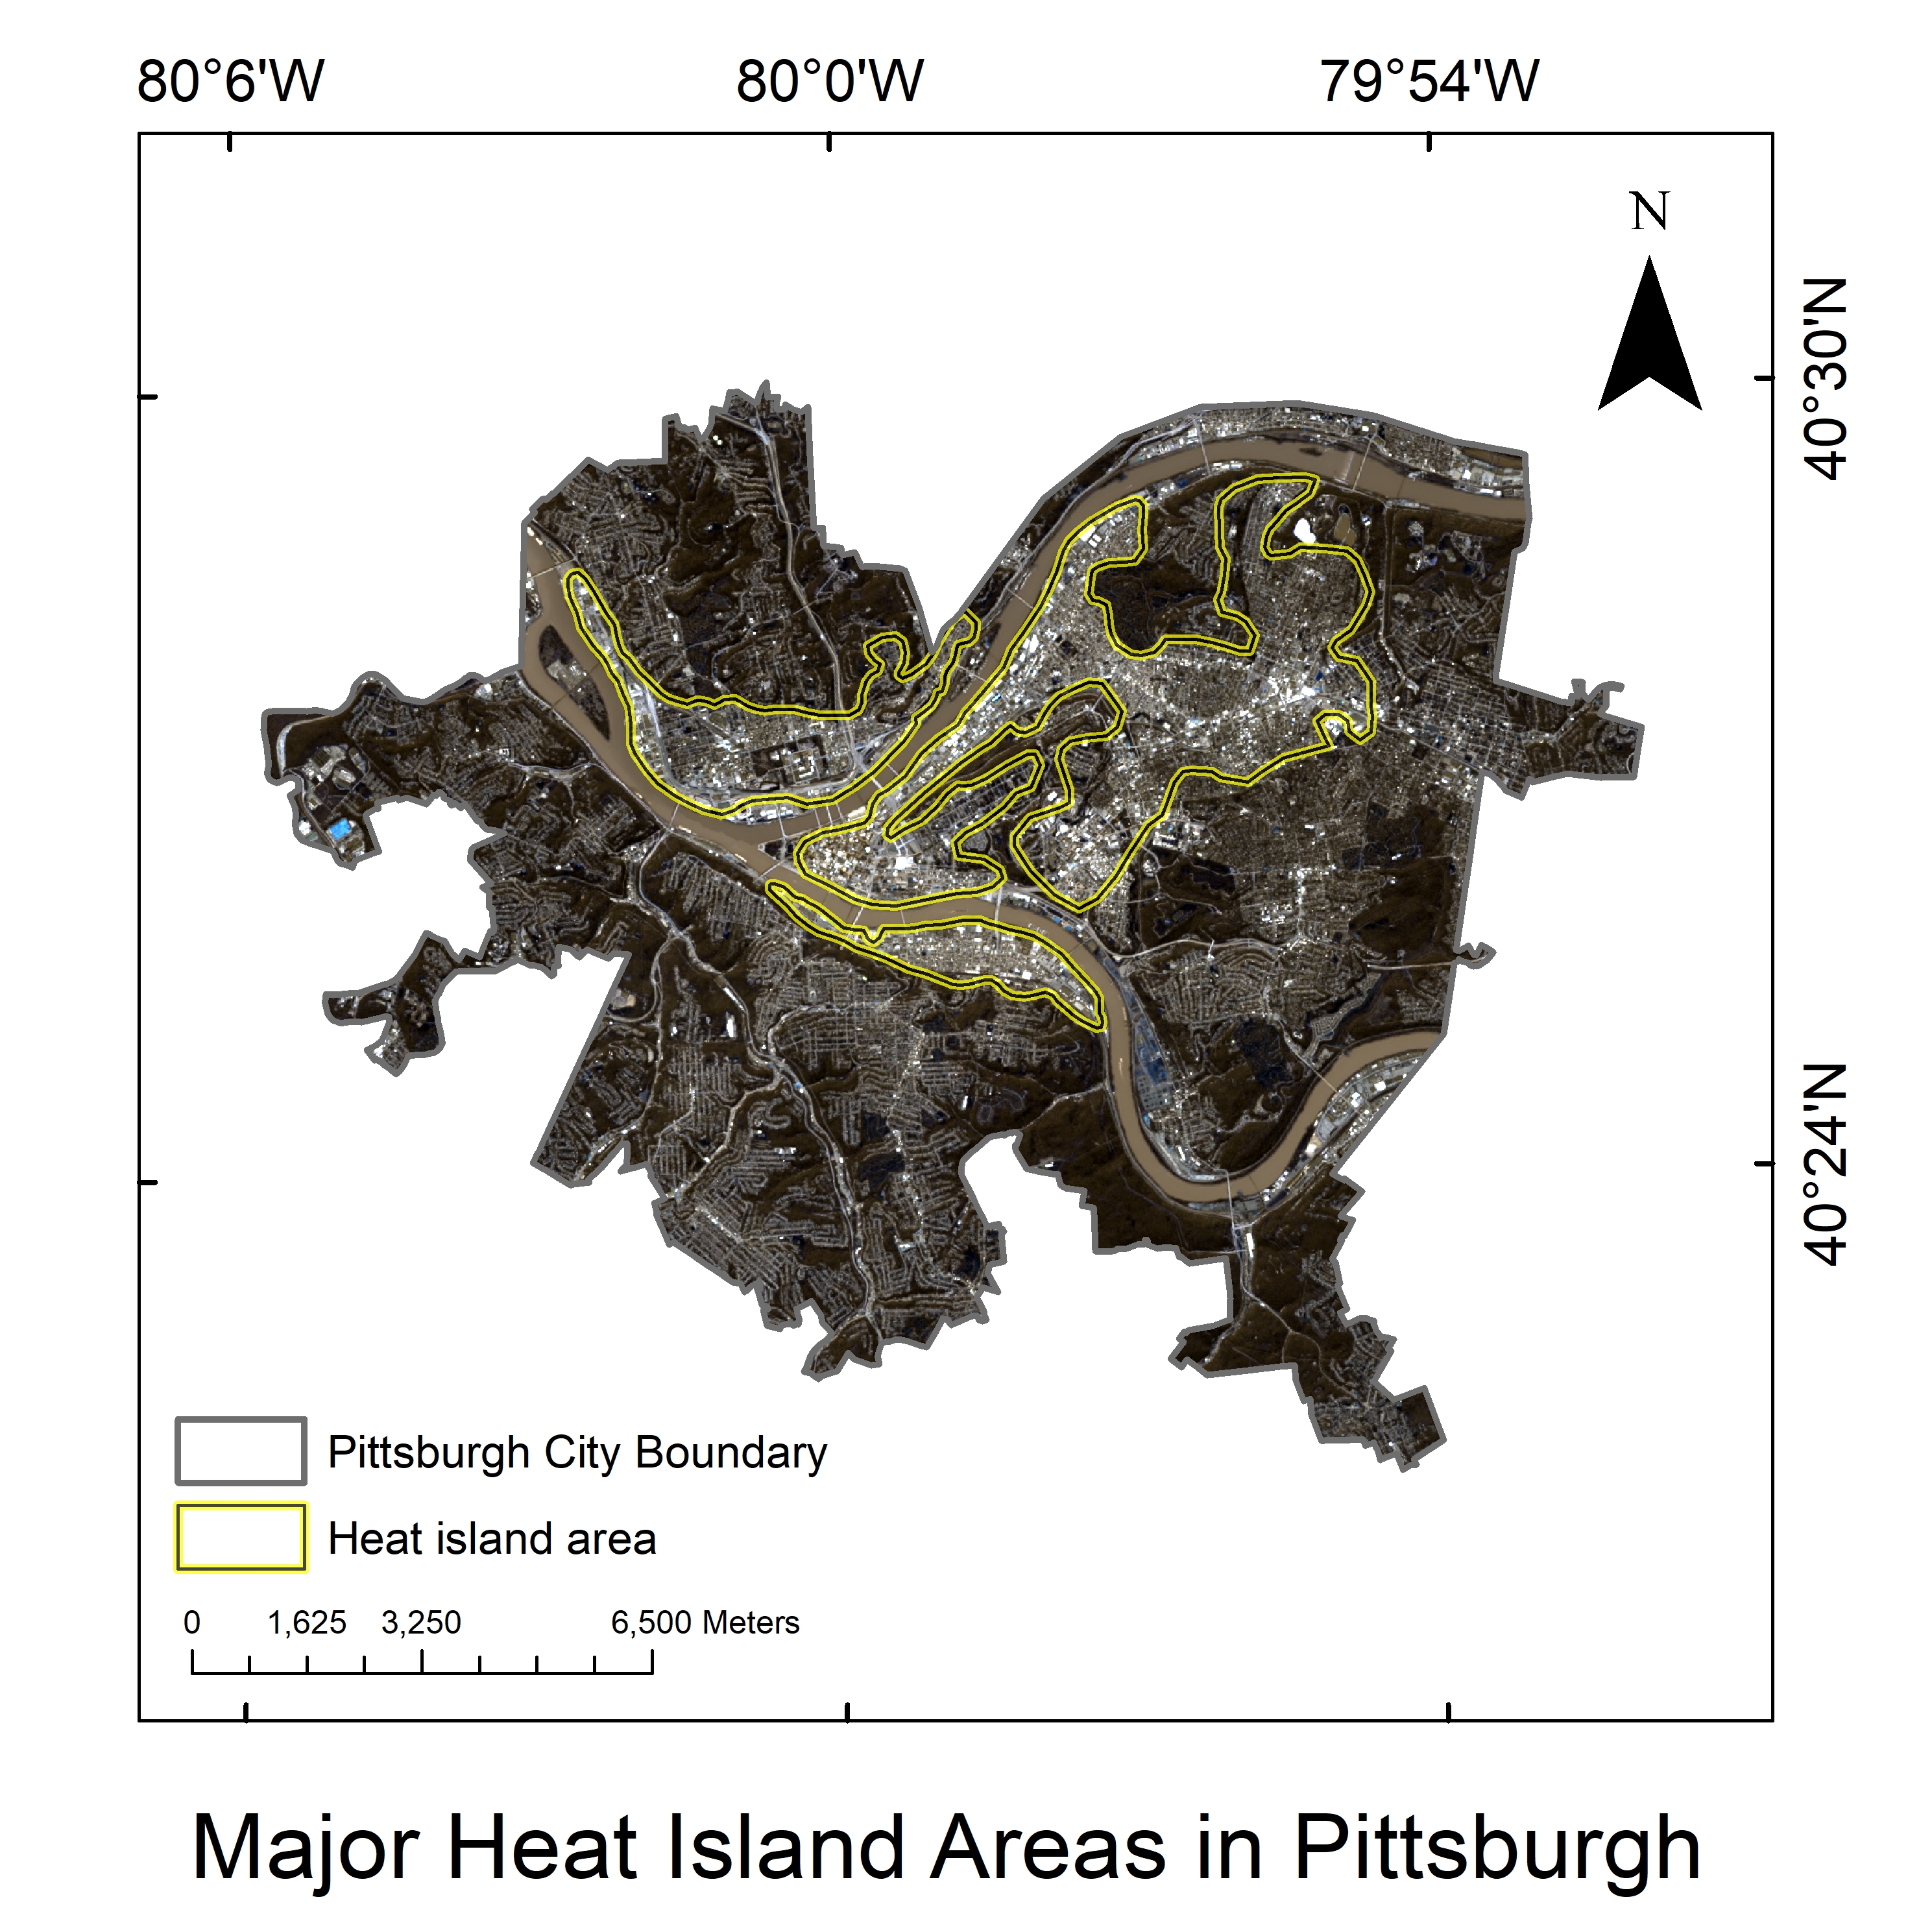 80°6'W 80°0'W 79°54'W
N
40°30'N
40°24'N
Pittsburgh City Boundary
Heat island area
0 1,625 3,250 6,500 Meters
Major Heat Island Areas in Pittsburgh